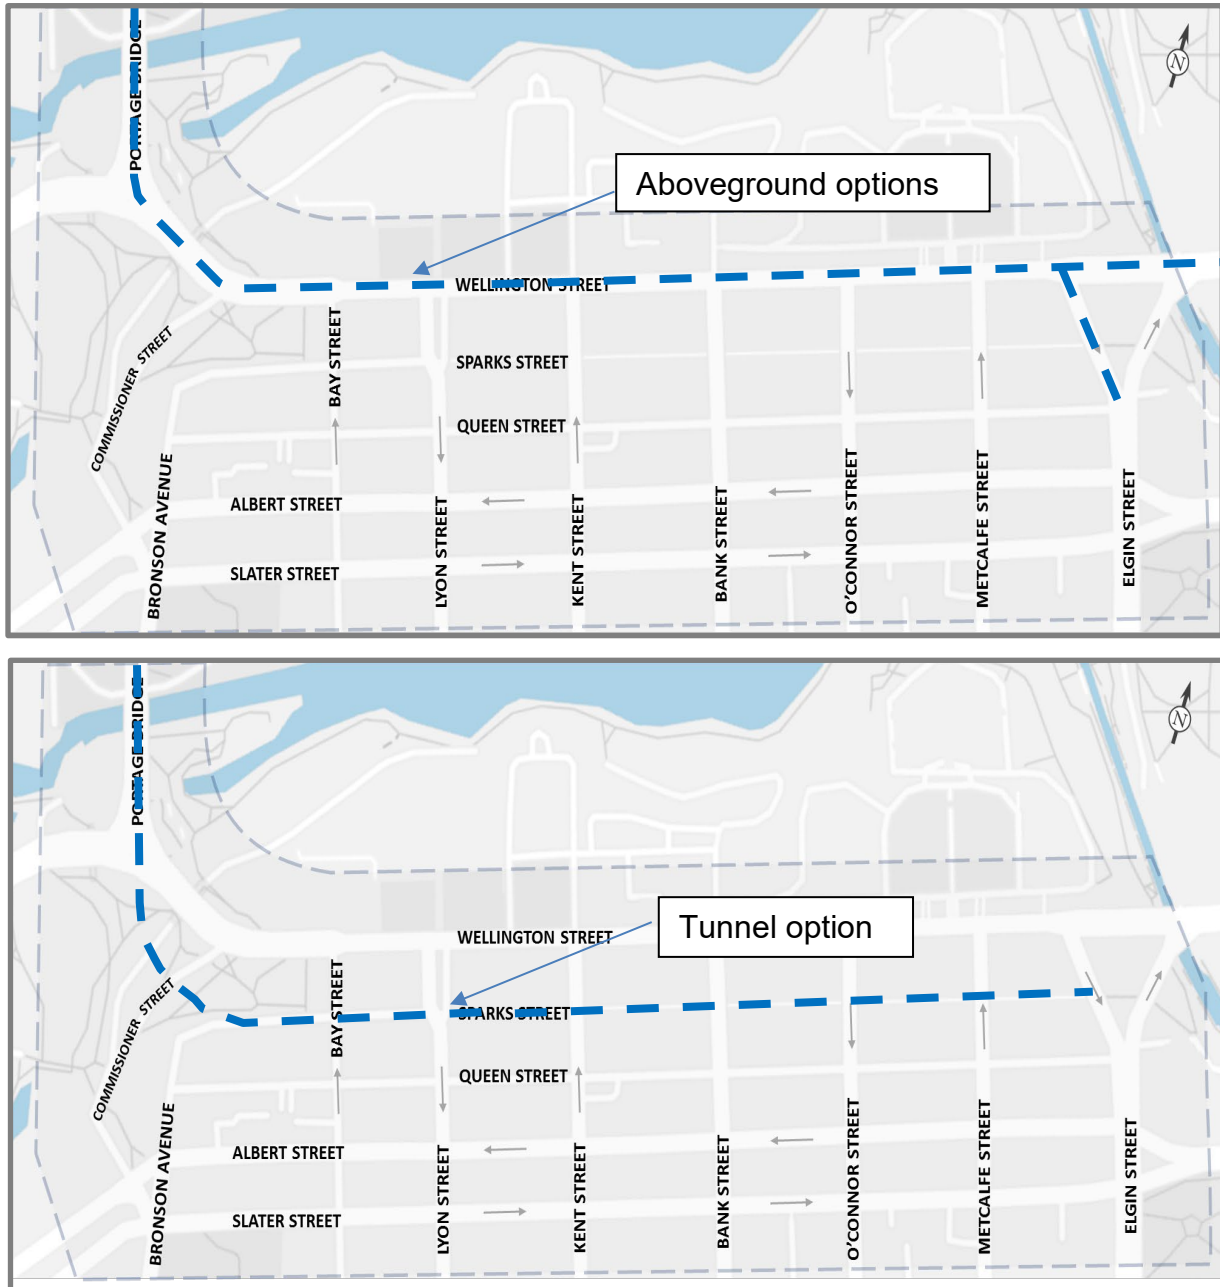 PORTAGE BRIDGE
N
Aboveground options
WELLINGTON STREET
COMMISSIONER STREET
BAY STREET
SPARKS STREET
QUEEN STREET
BRONSON AVENUE
ALBERT STREET
SLATER STREET
LYON STREET
KENT STREET
BANK STREET
O'CONNOR STREET
METCALFE STREET
ELGIN STREET
PORTAGE BRIDGE
N
Tunnel option
WELLINGTON STREET
COMMISSIONER STREET
BAY STREET
SPARKS STREET
QUEEN STREET
BRONSON AVENUE
ALBERT STREET
SLATER STREET
LYON STREET
KENT STREET
BANK STREET
O'CONNOR STREET
METCALFE STREET
ELGIN STREET